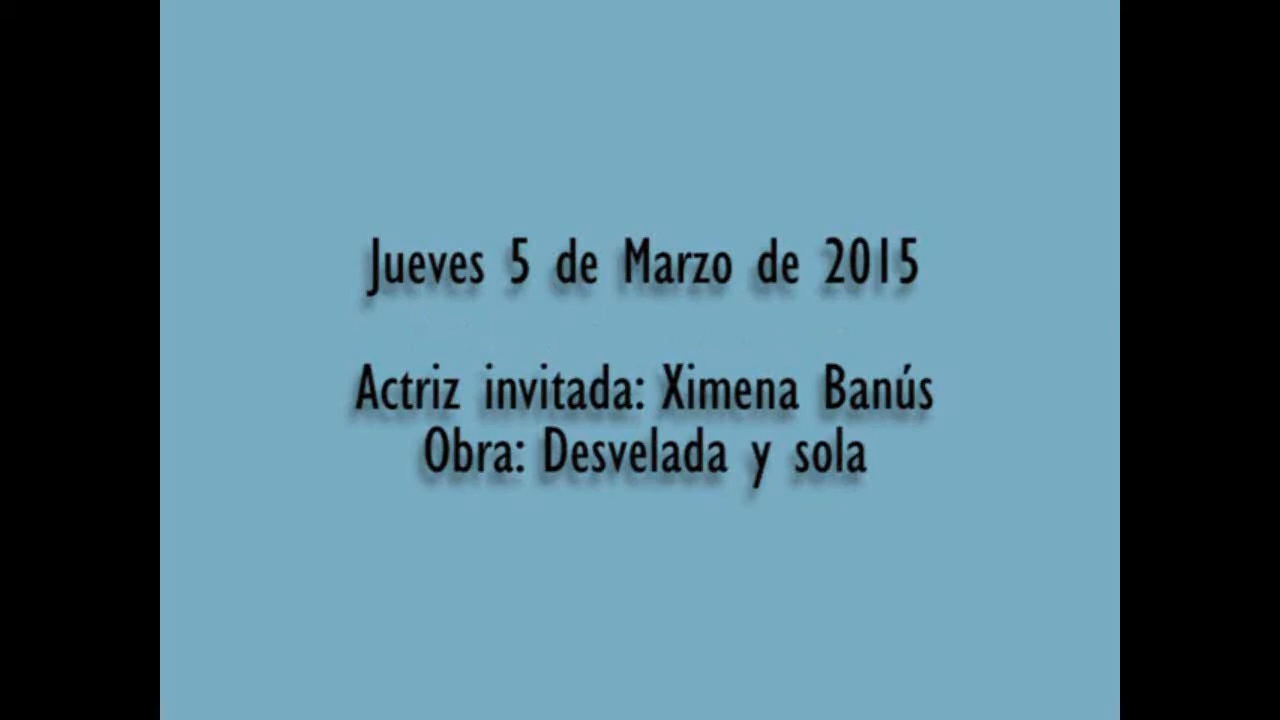 Jueves 5 de Marzo de 2015
Actriz invitada: Ximena Banús
Obra: Desvelada y sola